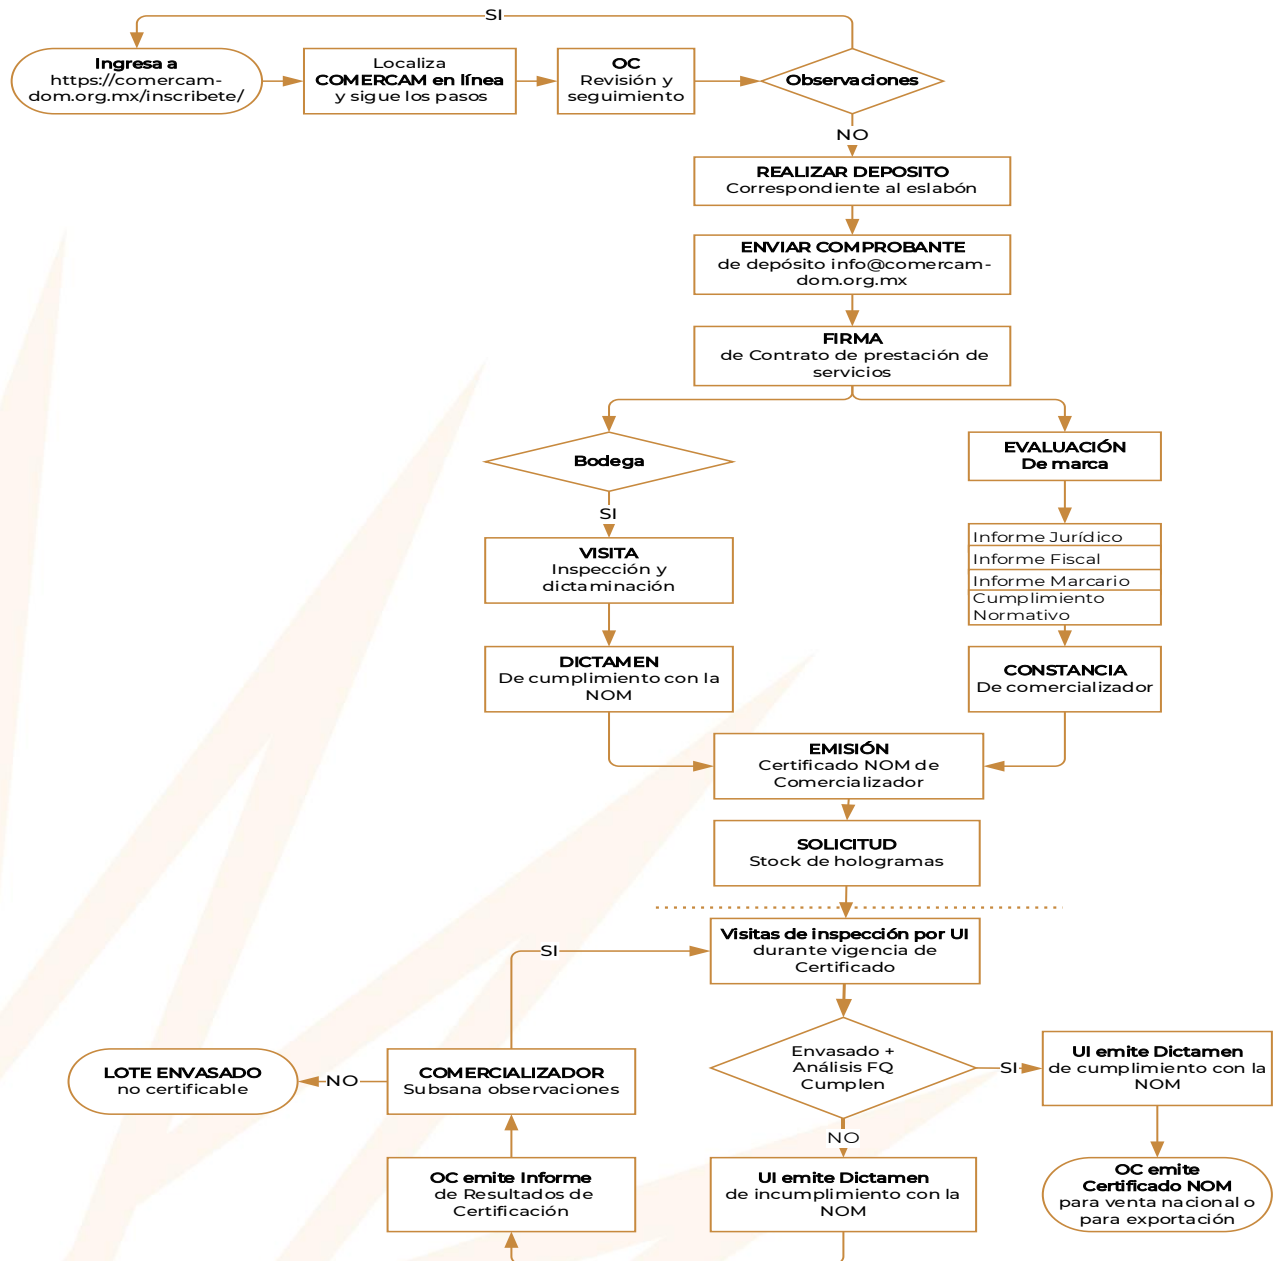 SI
Ingresa a
https://comercam-
dom.org.mx/inscribete/
Localiza
COMERCAM en línea
y sigue los pasos
OC
Revisión y
seguimiento
Observaciones
NO
REALIZAR DEPOSITO
Correspondiente al eslabón
ENVIAR COMPROBANTE
de depósito info@comercam-
dom.org.mx
FIRMA
de Contrato de prestación de
servicios
Bodega
EVALUACIÓN
De marca
SI
Informe Jurídico
Informe Fiscal
Informe Marcario
Cumplimiento
Normativo
VISITA
Inspección y
dictaminación
DICTAMEN
De cumplimiento con la
NOM
CONSTANCIA
De comercializador
EMISIÓN
Certificado NOM de
Comercializador
SOLICITUD
Stock de hologramas
Visitas de inspección por UI
durante vigencia de
Certificado
SI
Envasado +
Análisis FQ
Cumplen
SI
UI emite Dictamen
de cumplimiento con la
NOM
LOTE ENVASADO
no certificable
NO
COMERCIALIZADOR
Subsana observaciones
NO
OC emite Informe
de Resultados de
Certificación
UI emite Dictamen
de incumplimiento con la
NOM
OC emite
Certificado NOM
para venta nacional o
para exportación